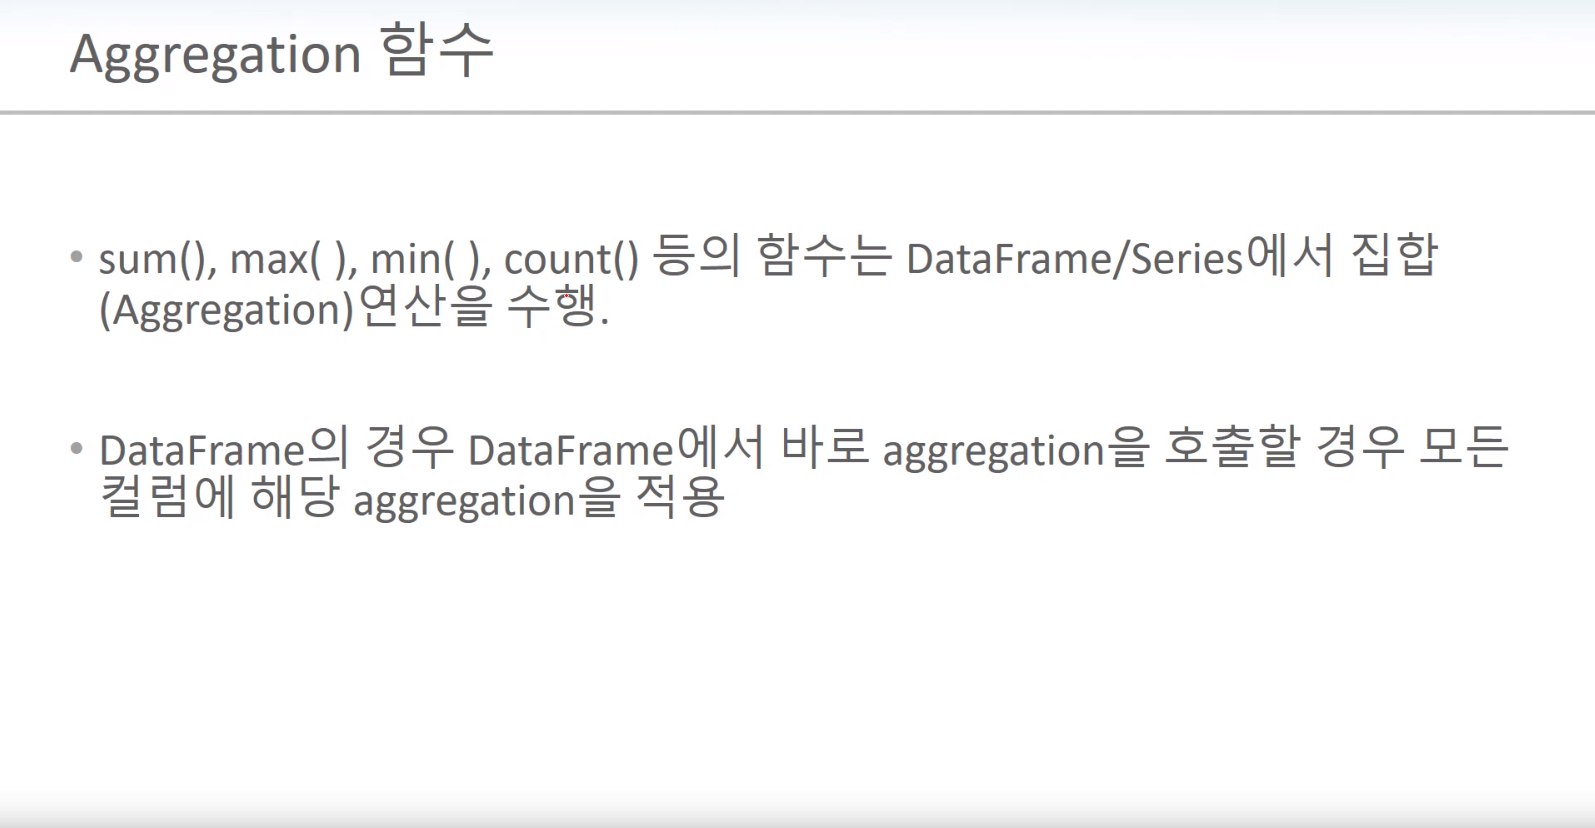 Aggregation 함수
• sum(), max( ), min( ), count() 등의 함수는 DataFrame/Series에서 집합
(Aggregation)연산을 수행.
• DataFrame의 경우 DataFrame에서 바로 aggregation을 호출할 경우 모든
컬럼에 해당 aggregation을 적용